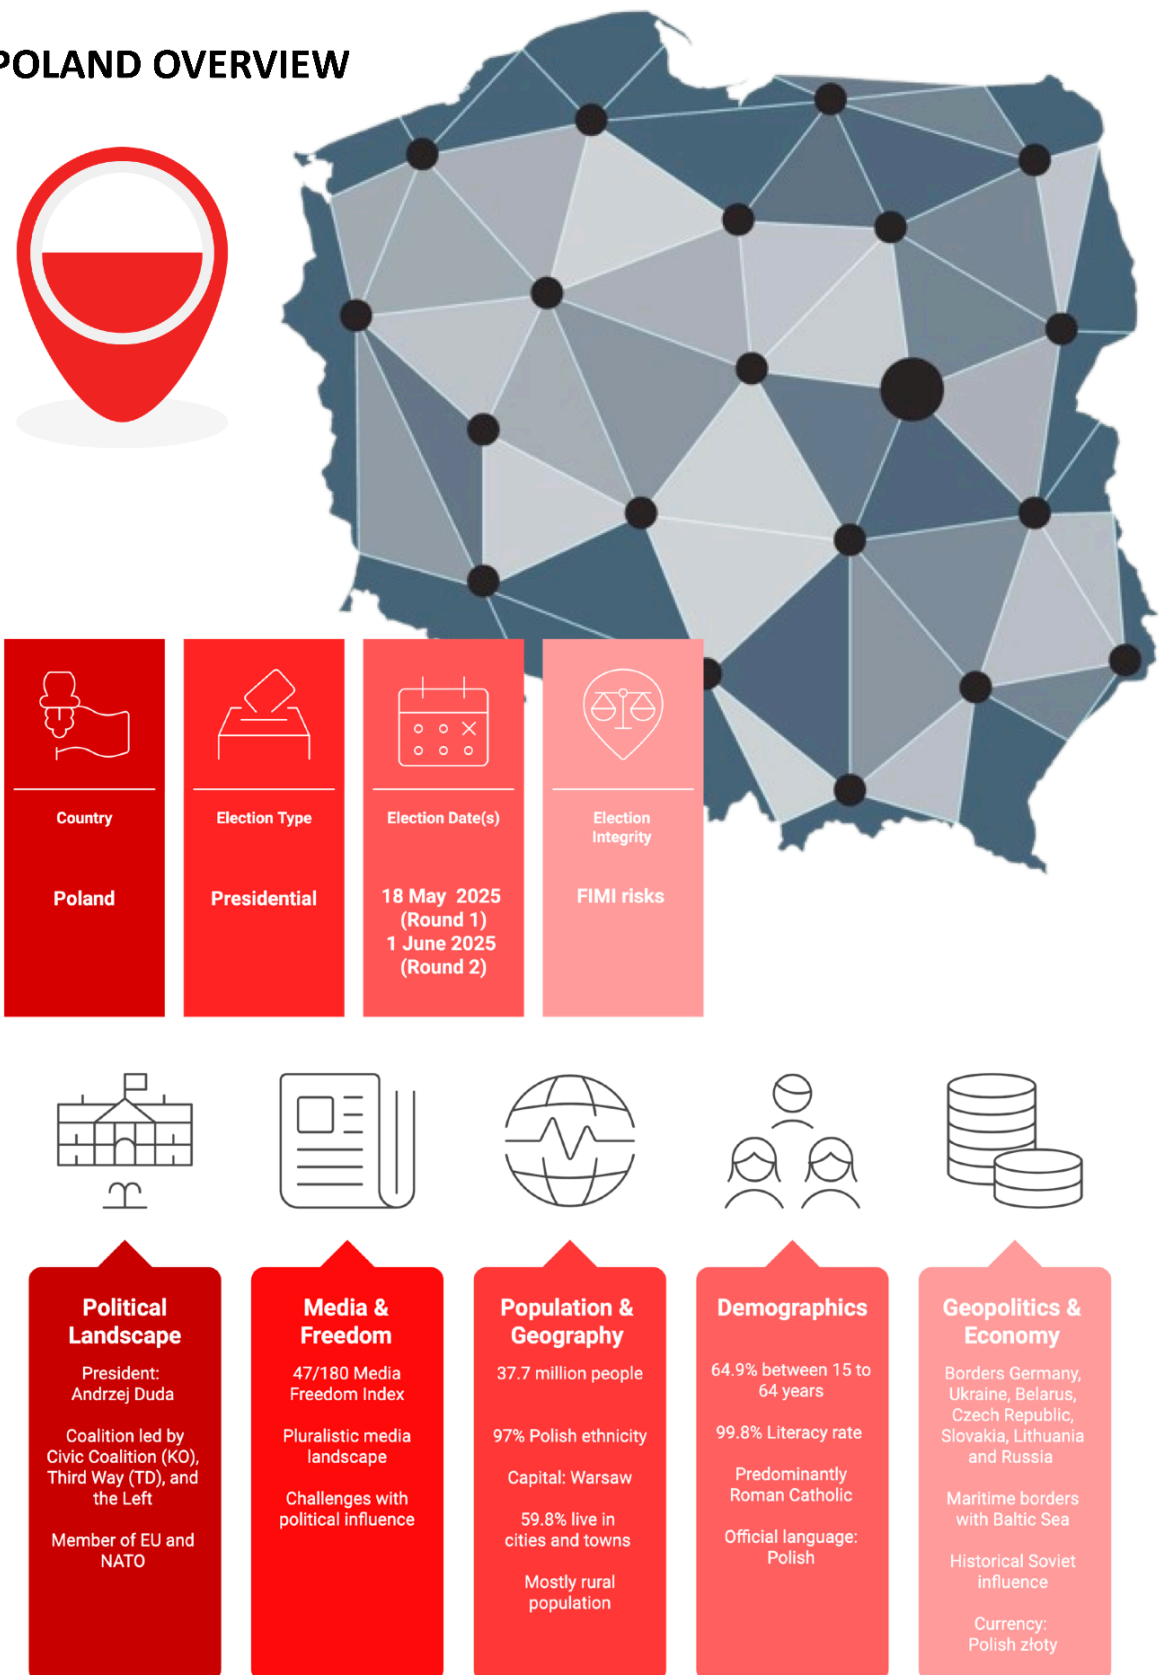 POLAND OVERVIEW
Country
Poland
Election Type
Presidential
Election Date(s)
18 May 2025
(Round 1)
1 June 2025
(Round 2)
Election
Integrity
FIMI risks
Political
Landscape
President:
Andrzej Duda
Coalition led by
Civic Coalition (KO),
Third Way (TD), and
the Left
Member of EU and
NATO
Media &
Freedom
47/180 Media
Freedom Index
Pluralistic media
landscape
Challenges with
political influence
Population &
Geography
37.7 million people
97% Polish ethnicity
Capital: Warsaw
59.8% live in
cities and towns
Mostly rural
population
Demographics
64.9% between 15 to
64 years
99.8% Literacy rate
Predominantly
Roman Catholic
Official language:
Polish
Geopolitics &
Economy
Borders Germany,
Ukraine, Belarus,
Czech Republic,
Slovakia, Lithuania
and Russia
Maritime borders
with Baltic Sea
Historical Soviet
influence
Currency:
Polish złoty